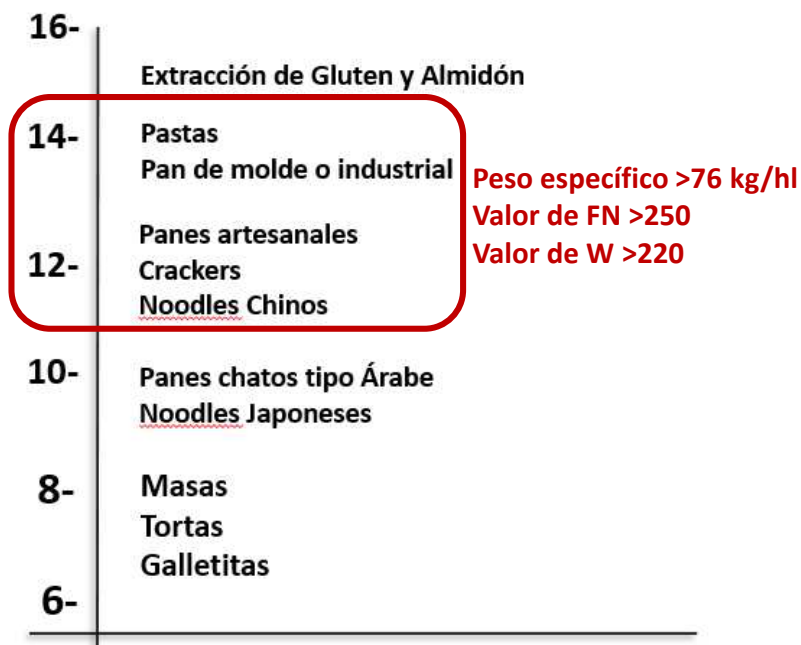 16-
Extracción de Gluten y Almidón
14-
Pastas
Pan de molde o industrial
Peso específico >76 kg/hl
Valor de FN >250
Valor de W >220
Panes artesanales
12-
Crackers
Noodles Chinos
10-
Panes chatos tipo Árabe
Noodles Japoneses
8-
Masas
Tortas
Galletitas
6-